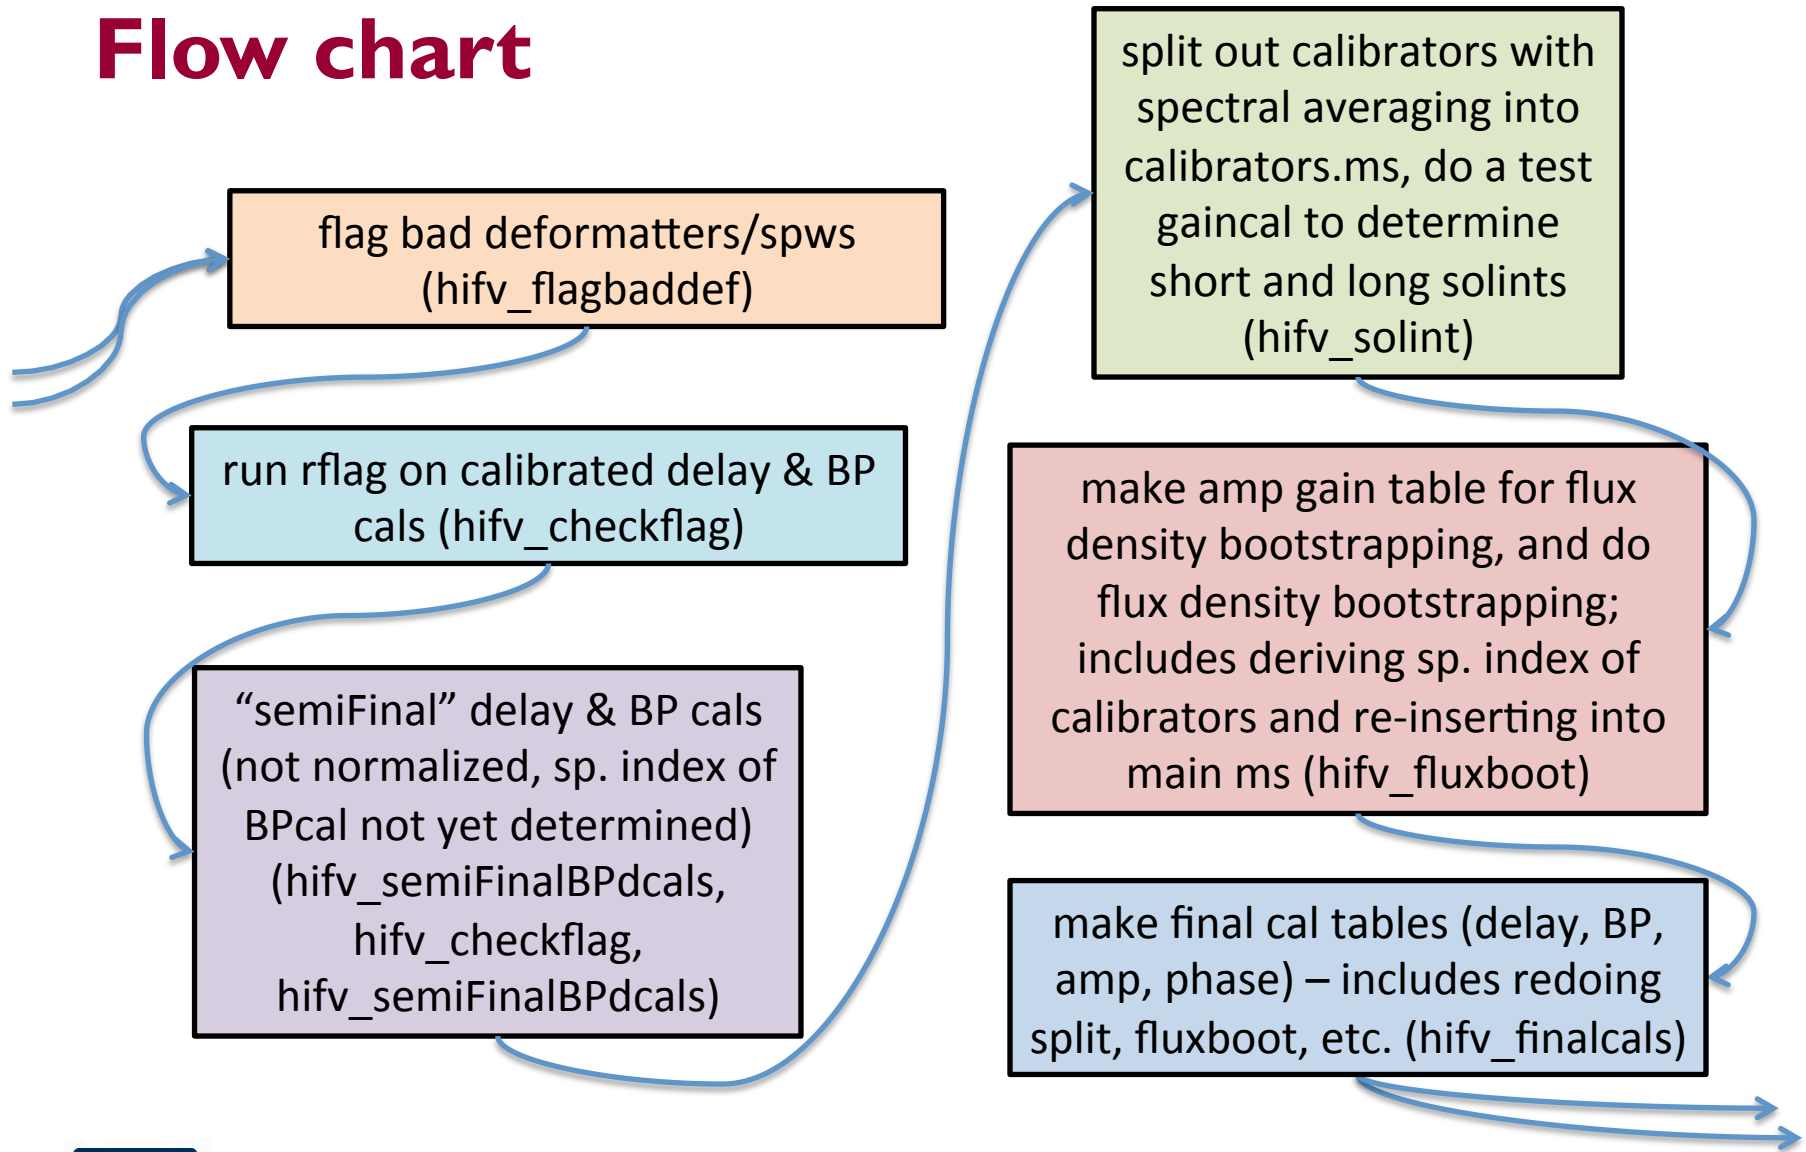 Flow chart
flag bad deformatters/spws
(hifv_flagbaddef)
run rflag on calibrated delay & BP
cals (hifv_checkflag)
“semiFinal” delay & BP cals
(not normalized, sp. index of
BPcal not yet determined)
(hifv_semiFinalBPdcals,
hifv_checkflag,
hifv_semiFinalBPdcals)
split out calibrators with
spectral averaging into
calibrators.ms, do a test
gaincal to determine
short and long solints
(hifv_solint)
make amp gain table for flux
density bootstrapping, and do
flux density bootstrapping;
includes deriving sp. index of
calibrators and re-inserting into
main ms (hifv_fluxboot)
make final cal tables (delay, BP,
amp, phase) – includes redoing
split, fluxboot, etc. (hifv_finalcals)